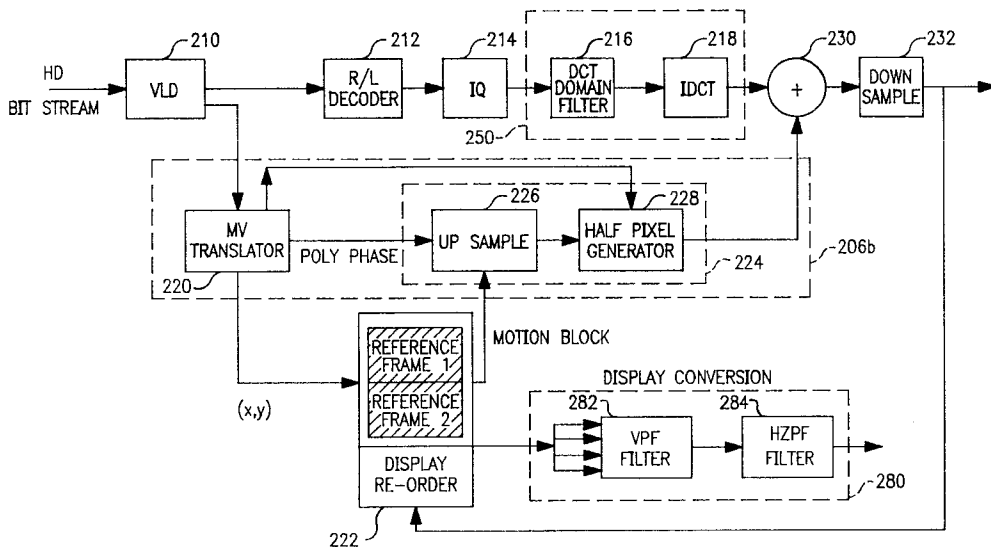 210
212
214
216
218
230
232
HD
BIT STREAM
VLD
R/L
DECODER
IQ
DCT
DOMAIN
FILTER
IDCT
+
DOWN
SAMPLE
250
226
228
MV
TRANSLATOR
POLY PHASE
UP SAMPLE
HALF PIXEL
GENERATOR
220
224
206b
MOTION BLOCK
REFERENCE
FRAME 1
REFERENCE
FRAME 2
(x,y)
DISPLAY CONVERSION
282
284
VPF
FILTER
HZPF
FILTER
DISPLAY
RE-ORDER
280
222